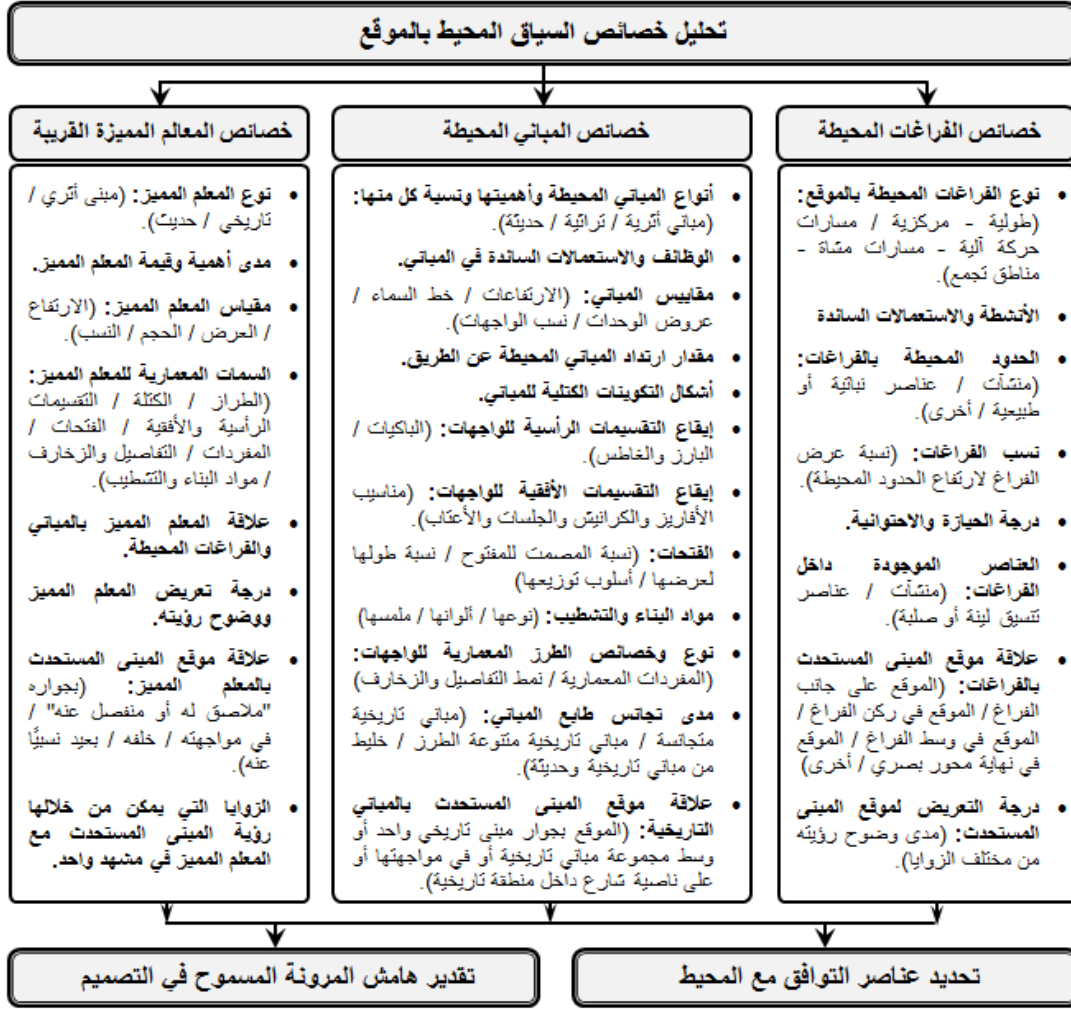 تحليل خصائص السياق المحيط بالموقع
خصائص الفراغات المحيطة
• نوع الفراغات المحيطة بالموقع:
(طولية - مركزية / مسارات
حركة آلية - مسارات مشاة -
مناطق تجمع).
• الأنشطة والاستعمالات السائدة
• الحدود المحيطة بالفراغات:
(منشآت / عناصر نباتية أو
طبيعية / أخرى).
• نسب الفراغات: (نسبة عرض
الفراغ لارتفاع الحدود المحيطة).
• درجة الحيازة والاحتوائية.
• العناصر الموجودة داخل
الفراغات: (منشآت / عناصر
تنسيق لينة أو صلبة).
• علاقة موقع المبنى المستحدث
بالفراغات: (الموقع على جانب
الفراغ / الموقع في ركن الفراغ /
الموقع في وسط الفراغ / الموقع
في نهاية محور بصري / أخرى)
• درجة التعريض لموقع المبنى
المستحدث: (مدى وضوح رؤيته
من مختلف الزوايا).
خصائص المباني المحيطة
• أنواع المباني المحيطة وأهميتها ونسبة كل منها:
(مباني أثرية / تراثية / حديثة).
• الوظائف والاستعمالات السائدة في المباني.
• مقاييس المباني: (الارتفاعات / خط السماء /
عروض الوحدات / نسب الواجهات).
• مقدار ارتداد المباني المحيطة عن الطريق.
• أشكال التكوينات الكتلية للمباني.
• إيقاع التقسيمات الرأسية للواجهات: (الباكيات /
البارز والغاطس).
• إيقاع التقسيمات الأفقية للواجهات: (مناسيب
الأفاريز والكرانيش والجلسات والأعتاب).
• الفتحات: (نسبة المصمت للمفتوح / نسبة طولها
لعرضها / أسلوب توزيعها)
• مواد البناء والتشطيب: (نوعها / ألوانها / ملمسها)
• نوع وخصائص الطرز المعمارية للواجهات:
(المفردات المعمارية / نمط التفاصيل والزخارف)
• مدى تجانس طابع المباني: (مباني تاريخية
متجانسة / مباني تاريخية متنوعة الطرز / خليط
من مباني تاريخية وحديثة).
• علاقة موقع المبنى المستحدث بالمباني
التاريخية: (الموقع بجوار مبنى تاريخي واحد أو
وسط مجموعة مباني تاريخية أو في مواجهتها أو
على ناصية شارع داخل منطقة تاريخية).
خصائص المعالم المميزة القريبة
• نوع المعلم المميز: (مبنى أثري /
تاريخي / حديث).
• مدى أهمية وقيمة المعلم المميز.
• مقياس المعلم المميز: (الارتفاع
/ العرض / الحجم / النسب).
• السمات المعمارية للمعلم المميز:
(الطراز / الكتلة / التقسيمات
الرأسية والأفقية / الفتحات /
المفردات / التفاصيل والزخارف
/ مواد البناء والتشطيب).
• علاقة المعلم المميز بالمباني
والفراغات المحيطة.
• درجة تعريض المعلم المميز
ووضوح رؤيته.
• علاقة موقع المبنى المستحدث
بالمعلم المميز: (بجواره
"ملاصق له أو منفصل عنه" /
في مواجهته / خلفه / بعيد نسبيًا
عنه).
• الزوايا التي يمكن من خلالها
رؤية المبنى المستحدث مع
المعلم المميز في مشهد واحد.
تحديد عناصر التوافق مع المحيط
تقدير هامش المرونة المسموح في التصميم